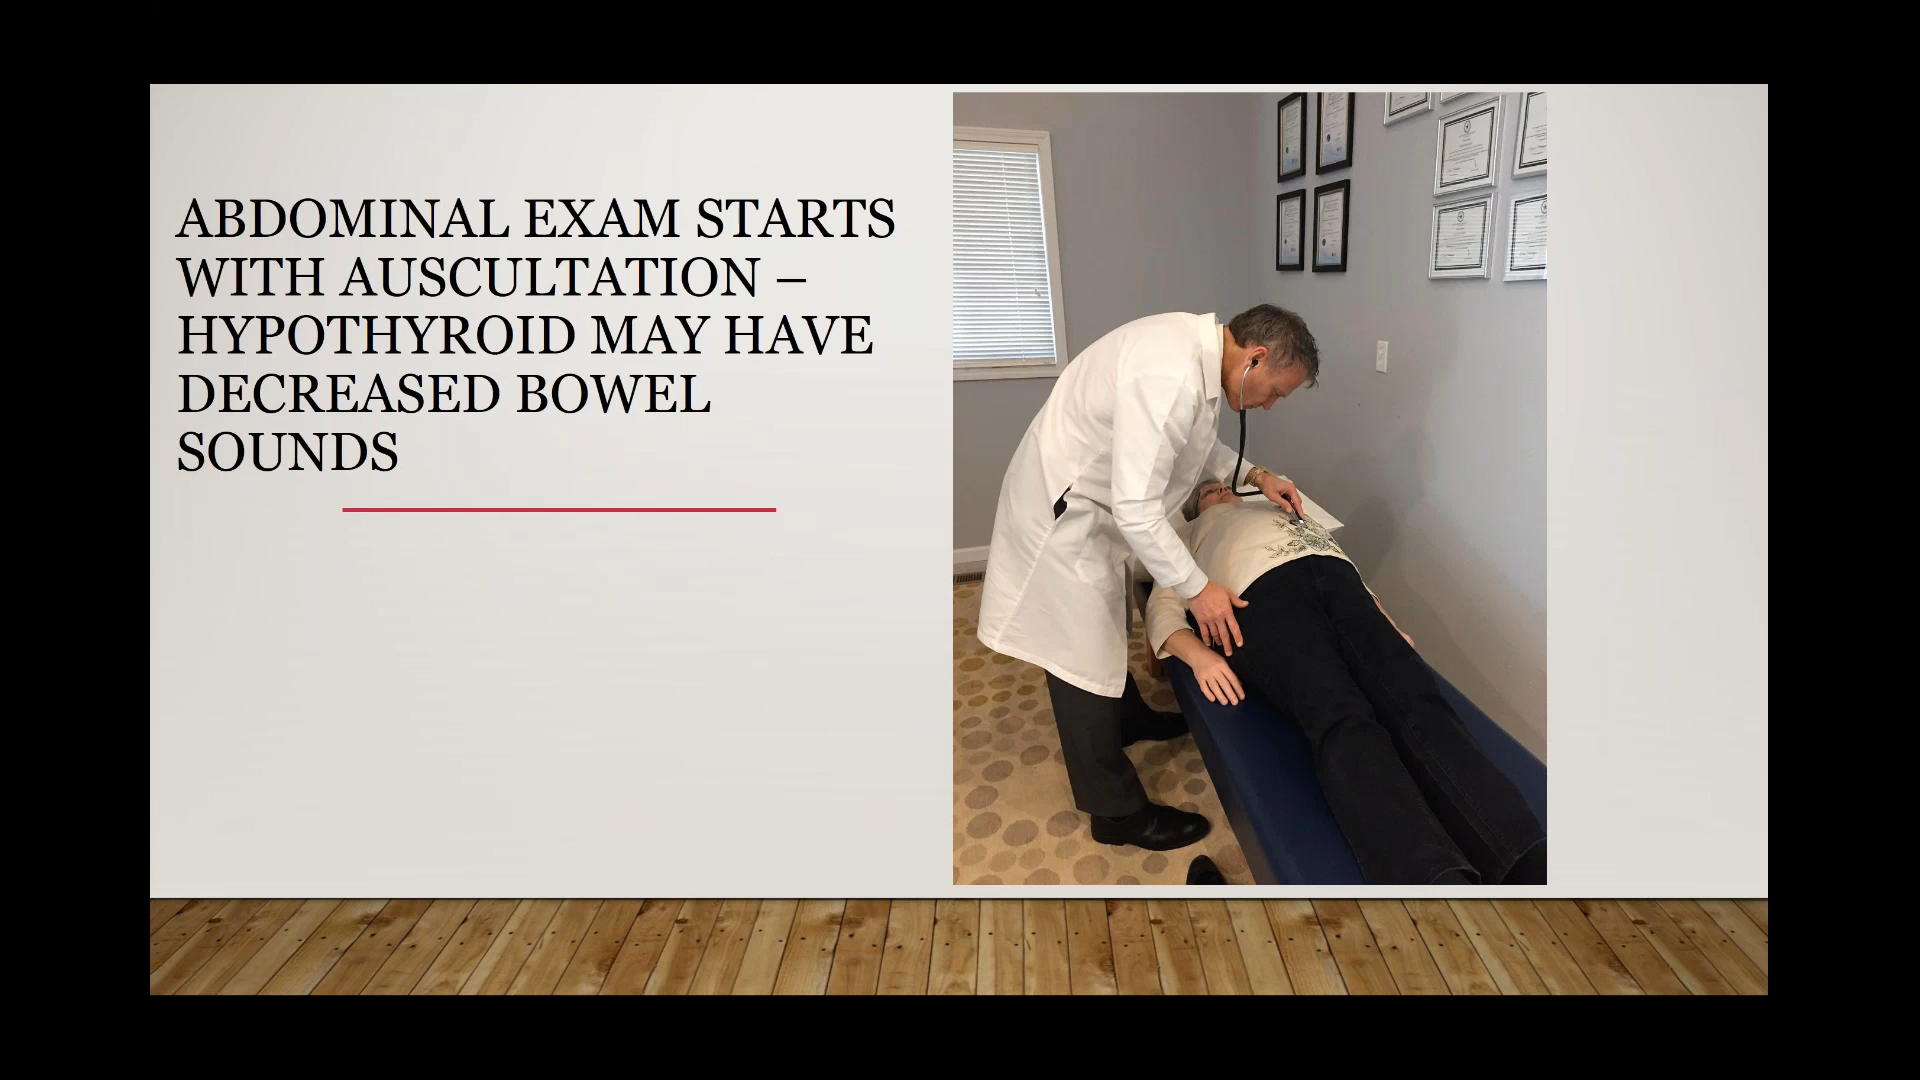 ABDOMINAL EXAM STARTS
WITH AUSCULTATION –
HYPOTHYROID MAY HAVE
DECREASED BOWEL
SOUNDS